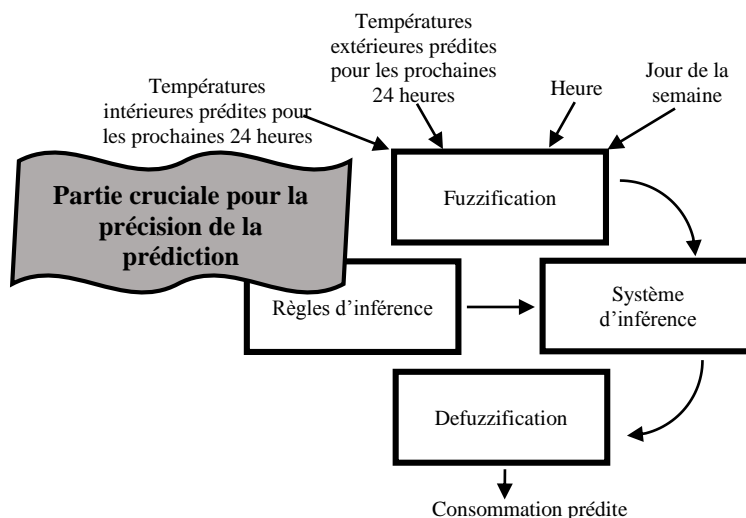 Températures
extérieures prédites
pour les prochaines
24 heures
Températures
intérieures prédites pour
les prochaines 24 heures
Heure
Jour de la
semaine
Partie cruciale pour la
précision de la
prédiction
Fuzzification
Règles d’inférence
Système
d’inférence
Defuzzification
Consommation prédite